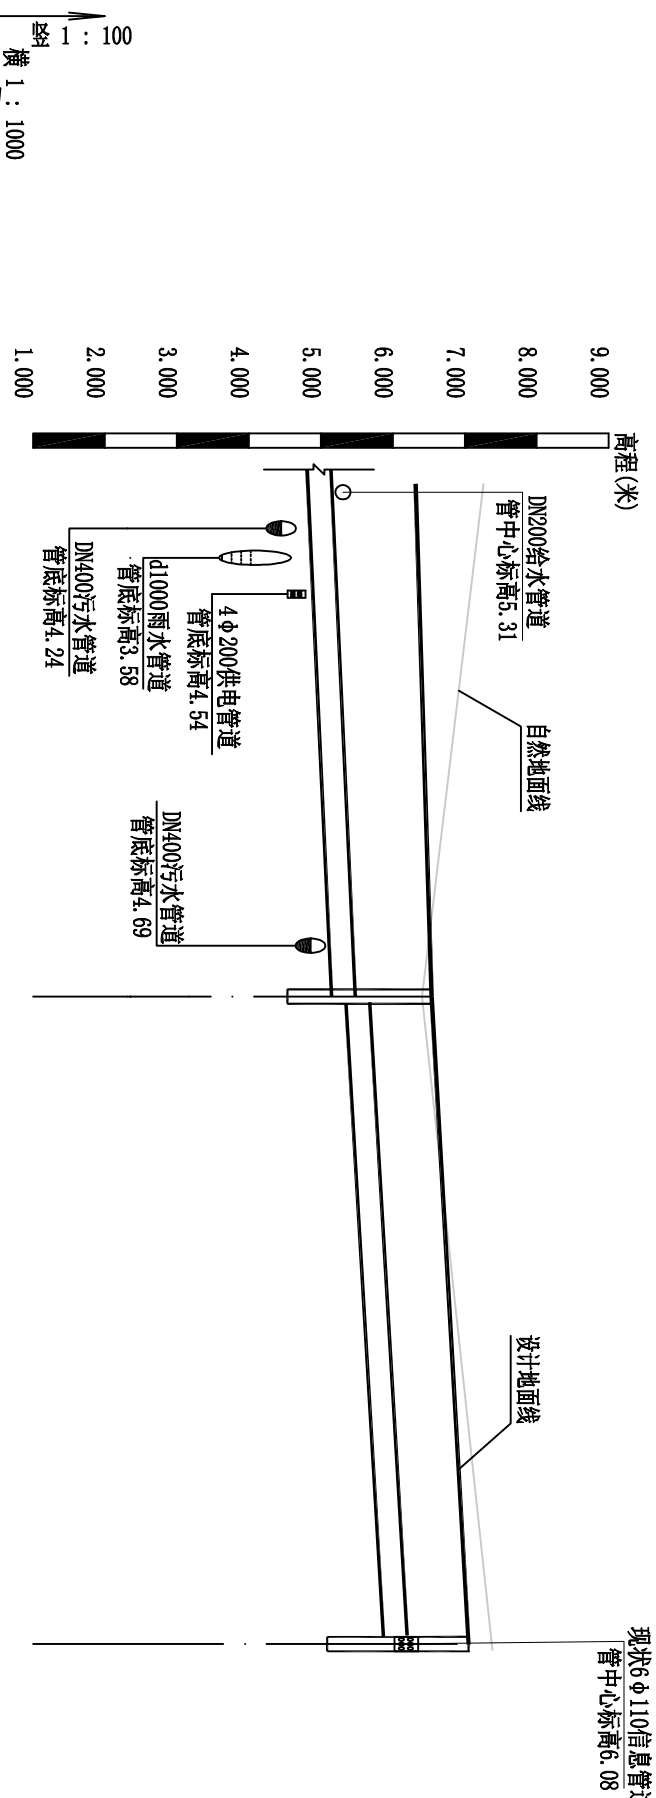 竖 1 : 100
横 1 : 1000
高程(米)
9.000
8.000
7.000
6.000
5.000
4.000
3.000
2.000
1.000
DN200给水管道
管中心标高5.31
自然地面线
4φ200供电管道
管底标高4.54
d1000雨水管道
管底标高3.58
DN400污水管道
管底标高4.24
DN400污水管道
管底标高4.69
设计地面线
现状6φ110信息管道
管中心标高6.08